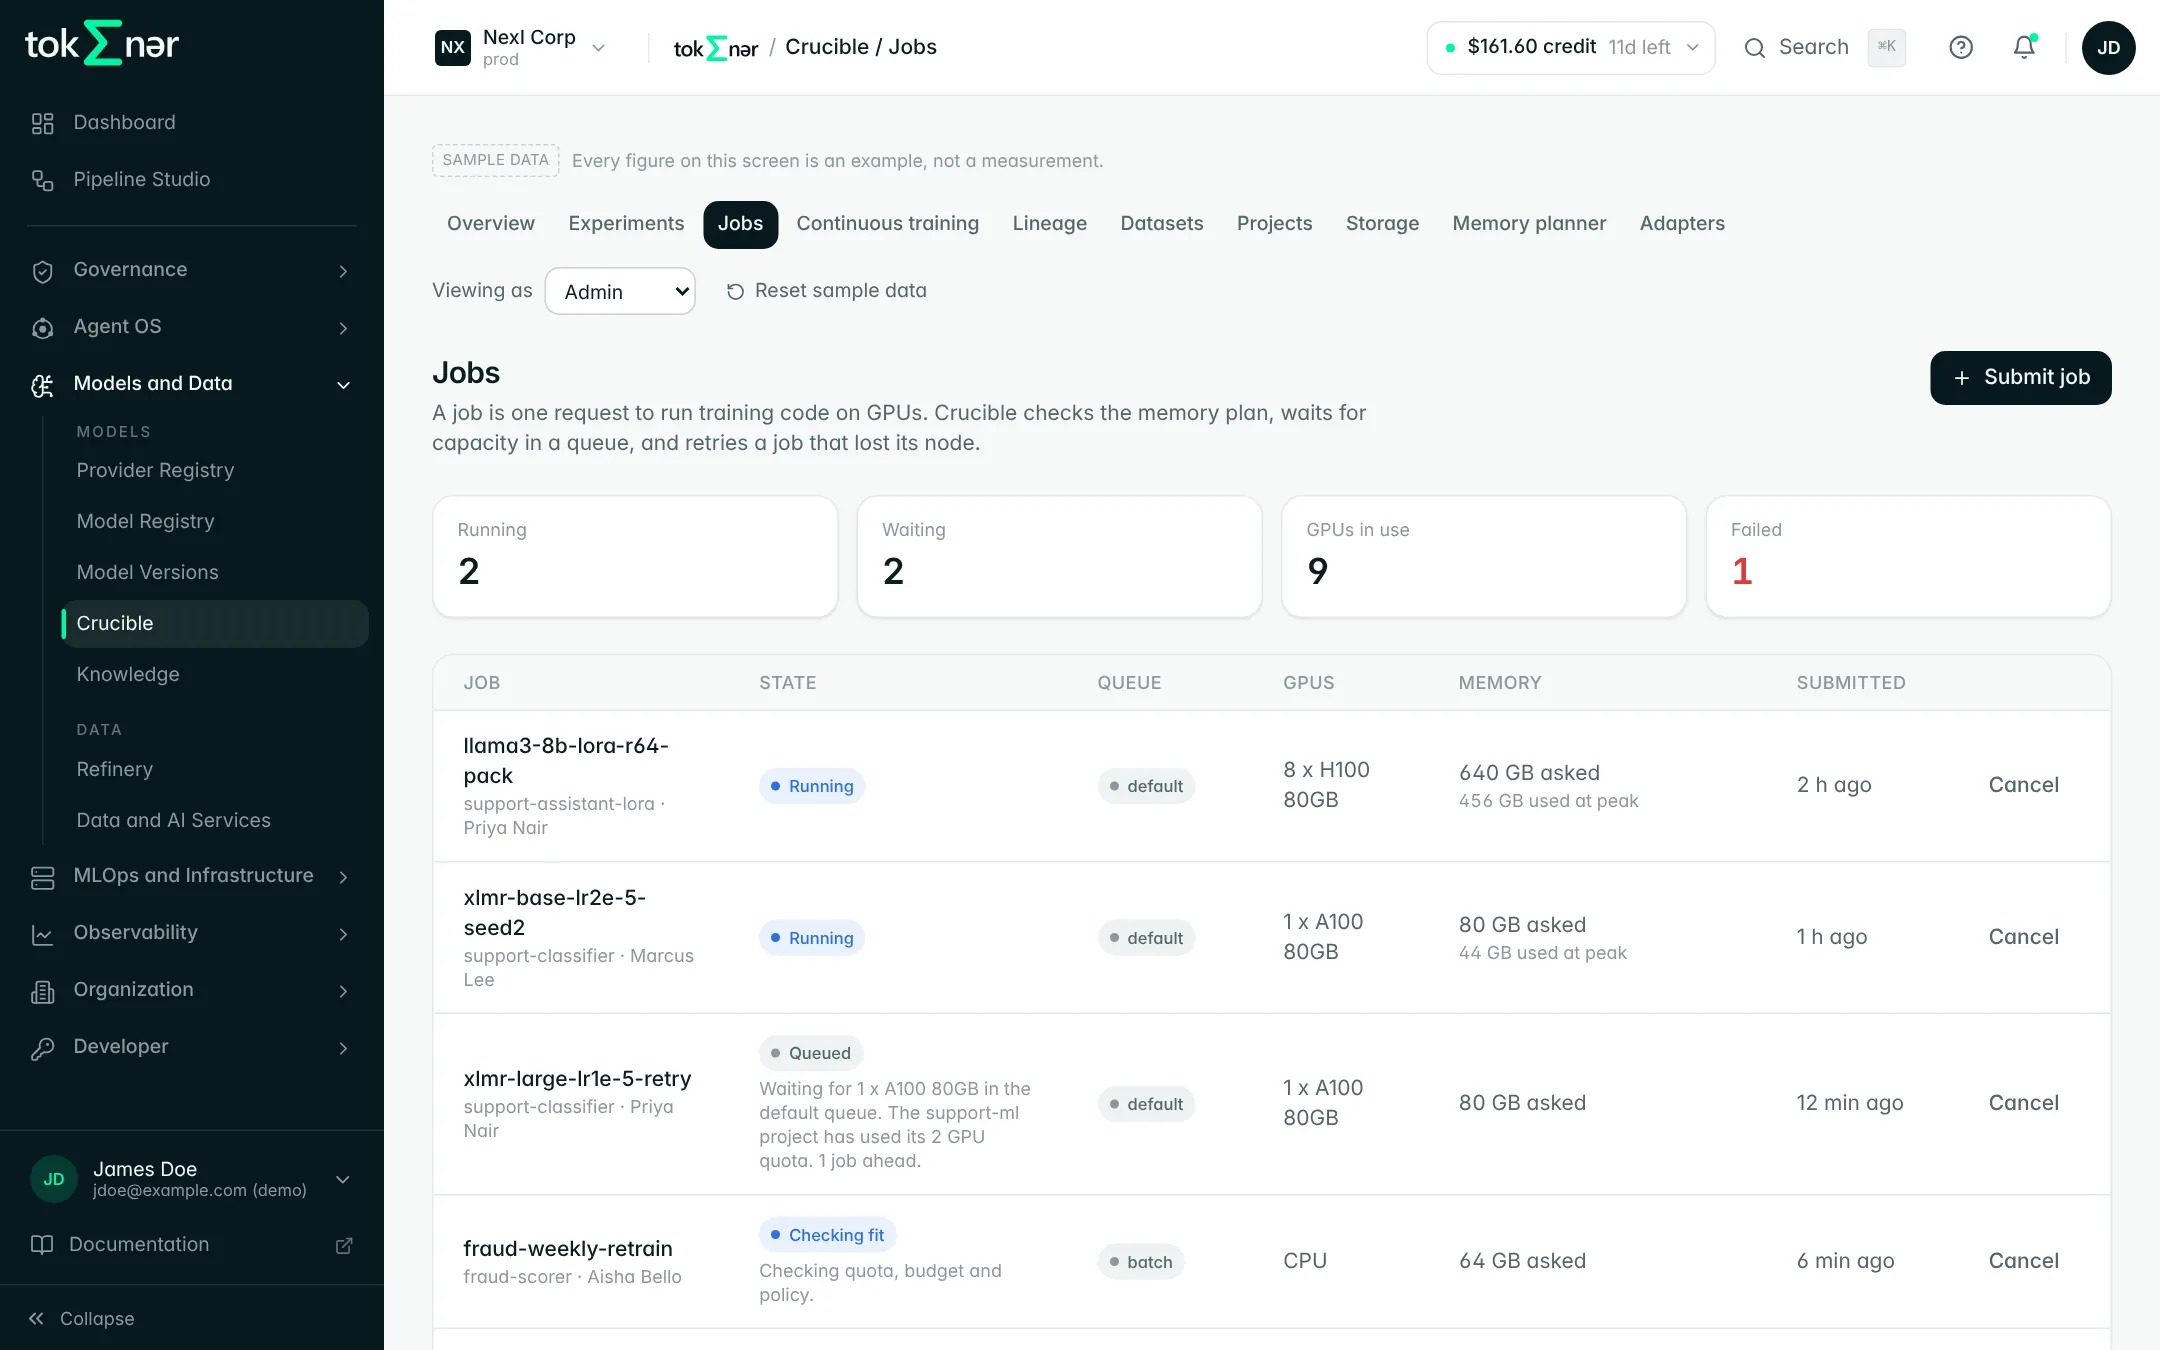 tokΣnər
Dashboard
Pipeline Studio
Governance
Agent OS
Models and Data
MODELS
Provider Registry
Model Registry
Model Versions
Crucible
Knowledge
DATA
Refinery
Data and AI Services
MLOps and Infrastructure
Observability
Organization
Developer
JD
James Doe
jdoe@example.com (demo)
Documentation
Collapse
NX
Nexl Corp
prod
tokΣnər / Crucible / Jobs
$161.60 credit 11d left
Search ⌘K
JD
SAMPLE DATA Every figure on this screen is an example, not a measurement.
Overview Experiments Jobs Continuous training Lineage Datasets Projects Storage Memory planner Adapters
Viewing as Admin Reset sample data
Jobs
+ Submit job
A job is one request to run training code on GPUs. Crucible checks the memory plan, waits for
capacity in a queue, and retries a job that lost its node.
Running
2
Waiting
2
GPUs in use
9
Failed
1
JOB STATE QUEUE GPUS MEMORY SUBMITTED
llama3-8b-lora-r64-
pack
support-assistant-lora ·
Priya Nair
Running
default
8 x H100
80GB
640 GB asked
456 GB used at peak
2 h ago
Cancel
xlmr-base-lr2e-5-
seed2
support-classifier · Marcus
Lee
Running
default
1 x A100
80GB
80 GB asked
44 GB used at peak
1 h ago
Cancel
xlmr-large-lr1e-5-retry
support-classifier · Priya
Nair
Queued
Waiting for 1 x A100 80GB in the
default queue. The support-ml
project has used its 2 GPU
quota. 1 job ahead.
default
1 x A100
80GB
80 GB asked
12 min ago
Cancel
fraud-weekly-retrain
fraud-scorer · Aisha Bello
Checking fit
Checking quota, budget and
policy.
batch
CPU
64 GB asked
6 min ago
Cancel